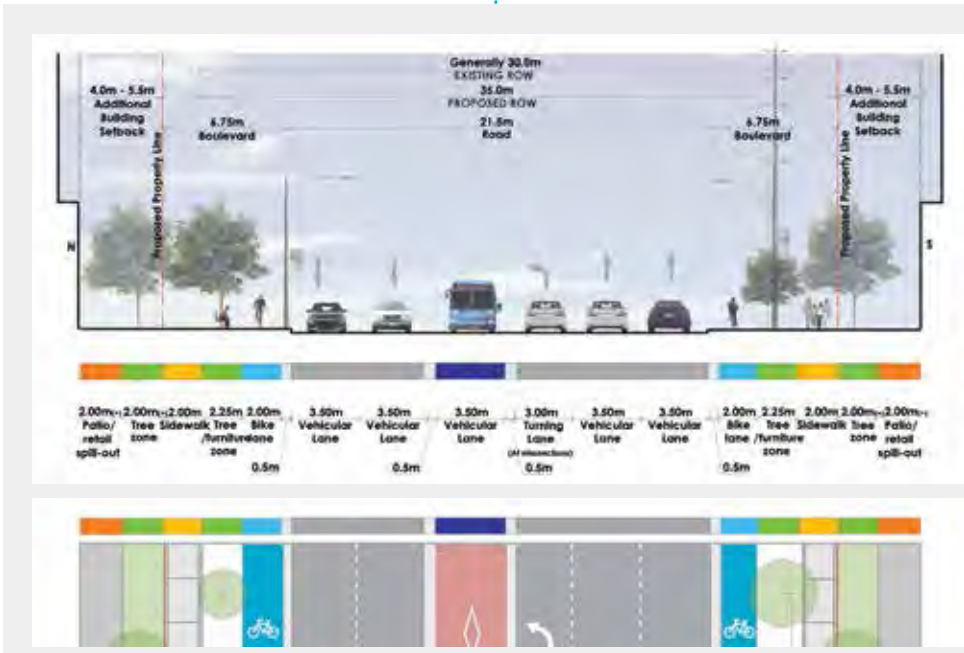 Generally 30.0m
EXISTING ROW
35.0m
PROPOSED ROW
21.5m
Road
4.0m - 5.5m
Additional
Building
Setback
Proposed Property Line
6.75m
Boulevard
6.75m
Boulevard
Proposed Property Line
4.0m - 5.5m
Additional
Building
Setback
N
S
2.00m
Patio/
retail
spill-out
2.00m
Tree
zone
2.00m
Sidewalk
2.25m
Tree
/furniture
zone
2.00m
Bike
lane
0.5m
3.50m
Vehicular
Lane
3.50m
Vehicular
Lane
0.5m
3.50m
Vehicular
Lane
3.00m
Turning
Lane
(At intersections)
0.5m
3.50m
Vehicular
Lane
3.50m
Vehicular
Lane
0.5m
2.00m
Bike
lane
2.25m
Tree
/furniture
zone
2.00m
Sidewalk
2.00m
Tree
zone
2.00m
Patio/
retail
spill-out